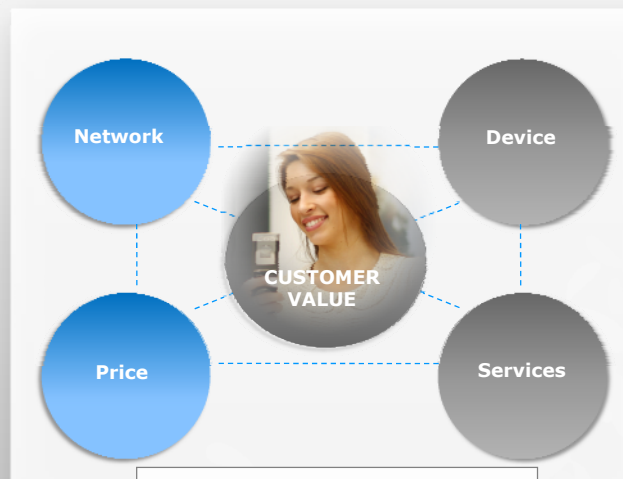 Network
Device
CUSTOMER
VALUE
Price
Services